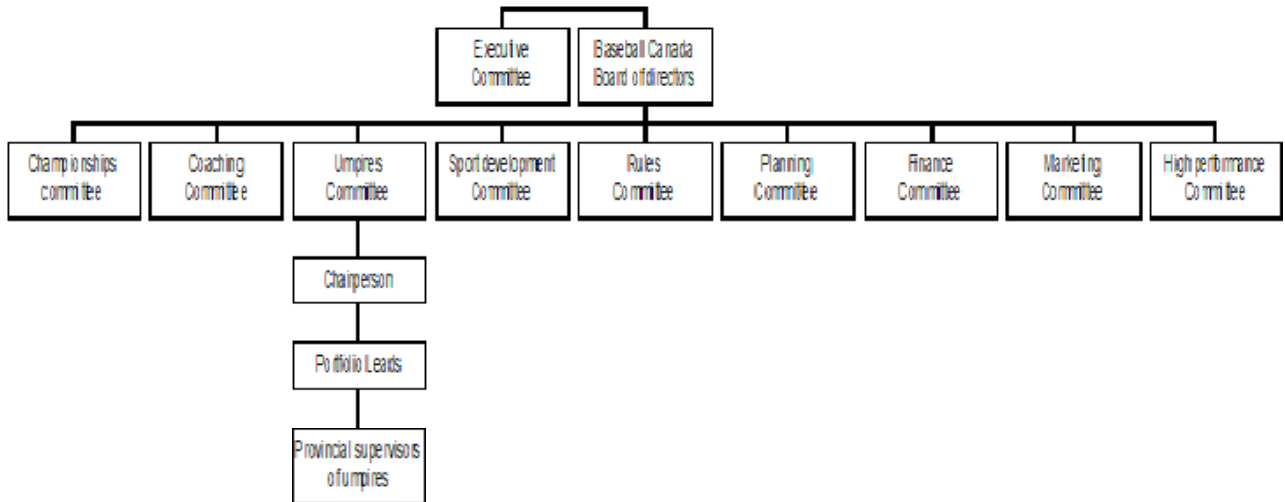 Executive
Committee
Baseball Canada
Board of directors
Championships
committee
Coaching
Committee
Umpires
Committee
Sport development
Committee
Rules
Committee
Planning
Committee
Finance
Committee
Marketing
Committee
High performance
Committee
Chairperson
Portfolio Leads
Provincial supervisors
of umpires